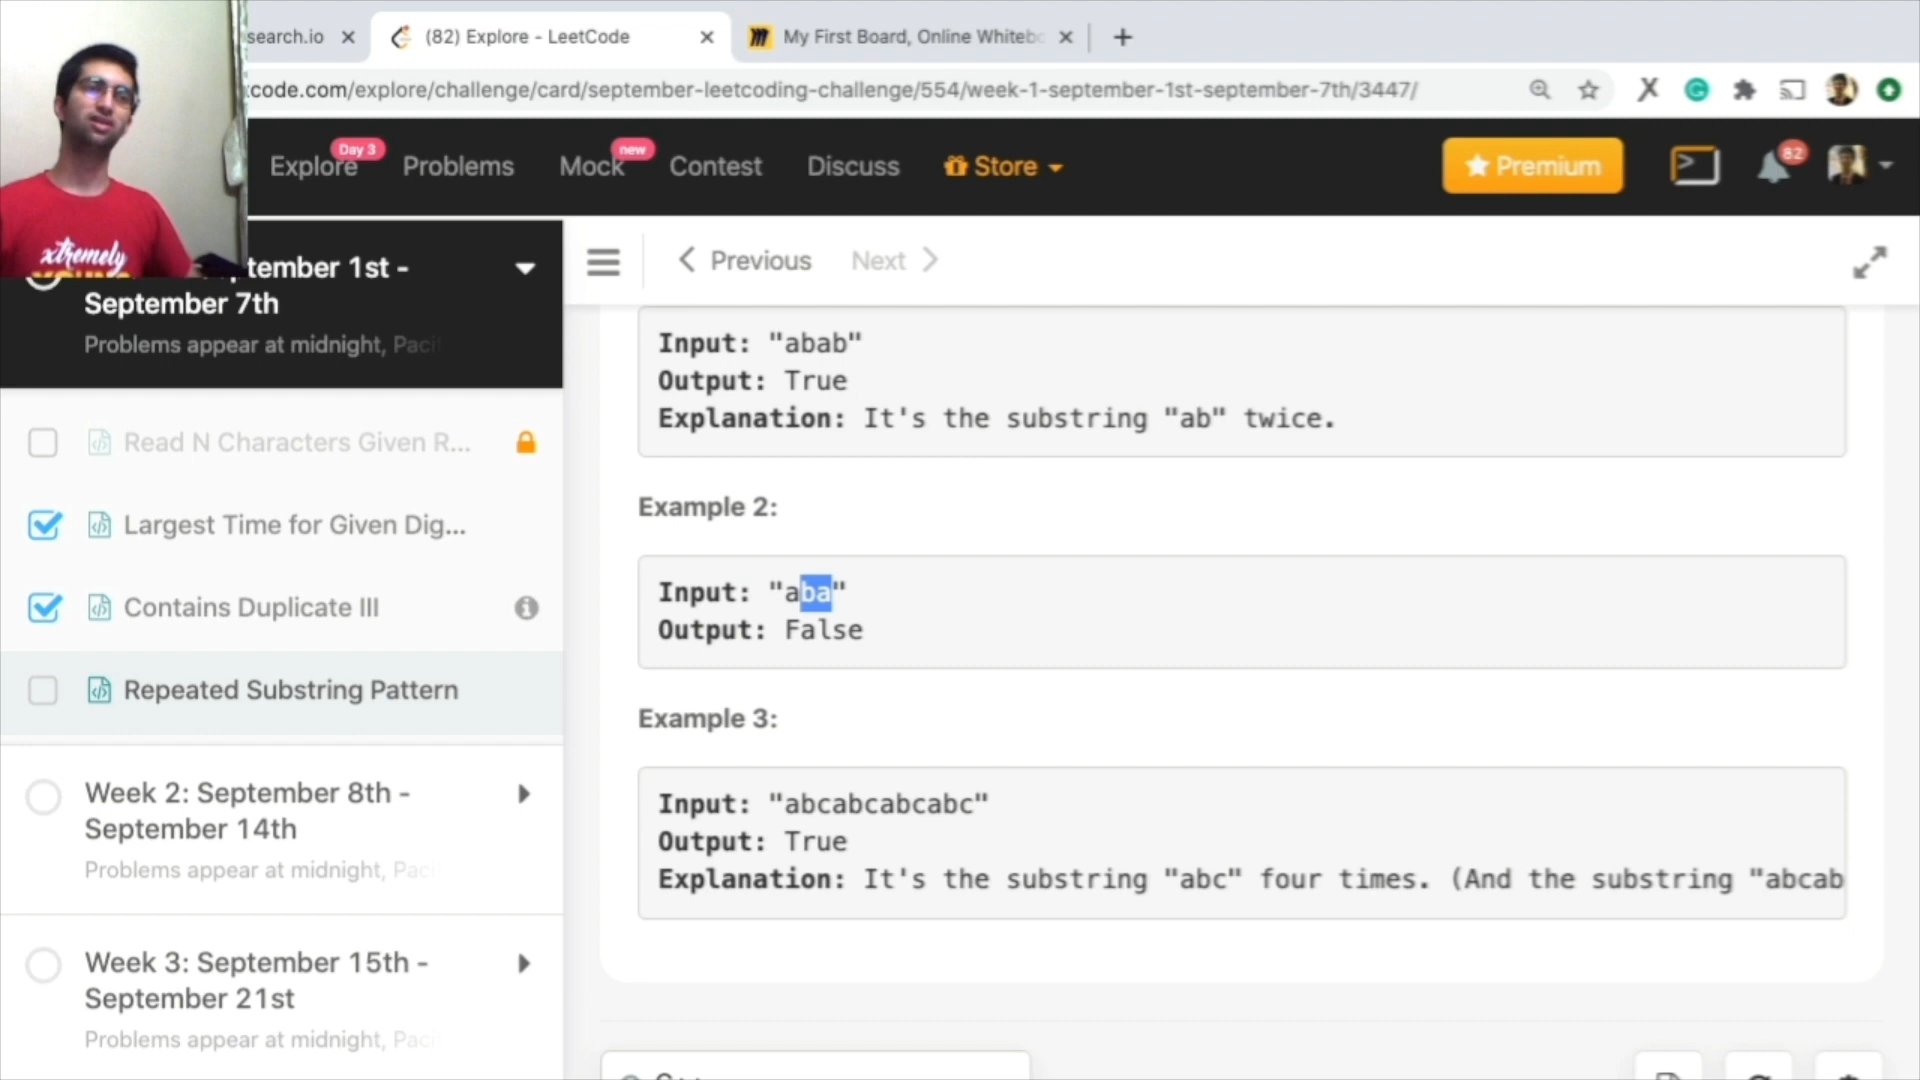 search.io
(82) Explore - LeetCode
My First Board, Online Whitebo
code.com/explore/challenge/card/september-leetcoding-challenge/554/week-1-september-1st-september-7th/3447/
Explore
Day 3
Problems
Mock
new
Contest
Discuss
Store
Premium
82
xtremely
tember 1st -
September 7th
Problems appear at midnight, Paci
Read N Characters Given R...
Largest Time for Given Dig...
Contains Duplicate III
Repeated Substring Pattern
Week 2: September 8th -
September 14th
Problems appear at midnight, Paci
Week 3: September 15th -
September 21st
Problems appear at midnight, Paci
Previous
Next
Input: "abab"
Output: True
Explanation: It's the substring "ab" twice.
Example 2:
Input: "aba"
Output: False
Example 3:
Input: "abcabcabcabc"
Output: True
Explanation: It's the substring "abc" four times. (And the substring "abcab